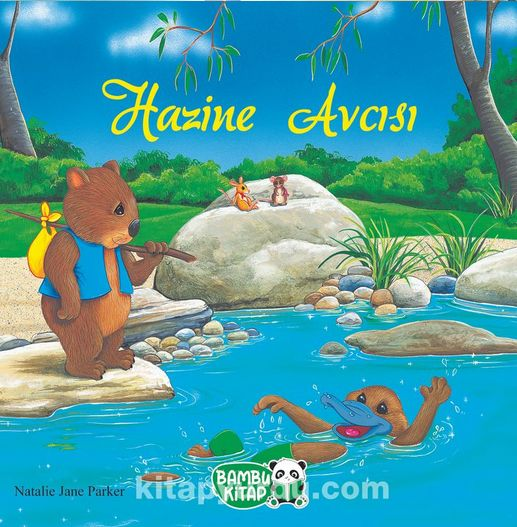 Hazine Avcısı
Natalie Jane Parker
BAMBU
KİTAP